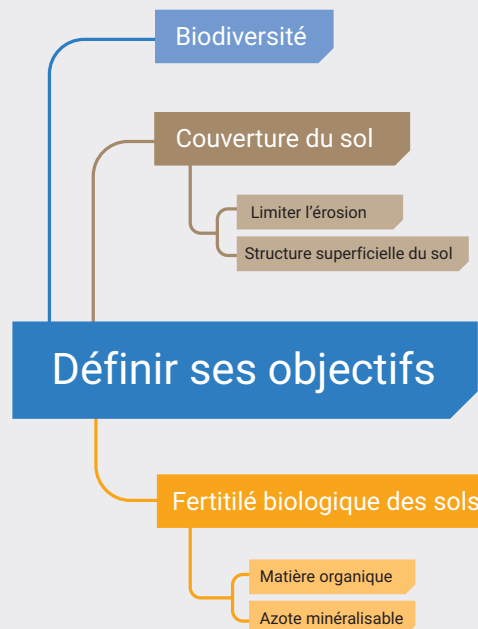 Biodiversité
Couverture du sol
Limiter l'érosion
Structure superficielle du sol
Définir ses objectifs
Fertitilé biologique des sols
Matière organique
Azote minéralisable